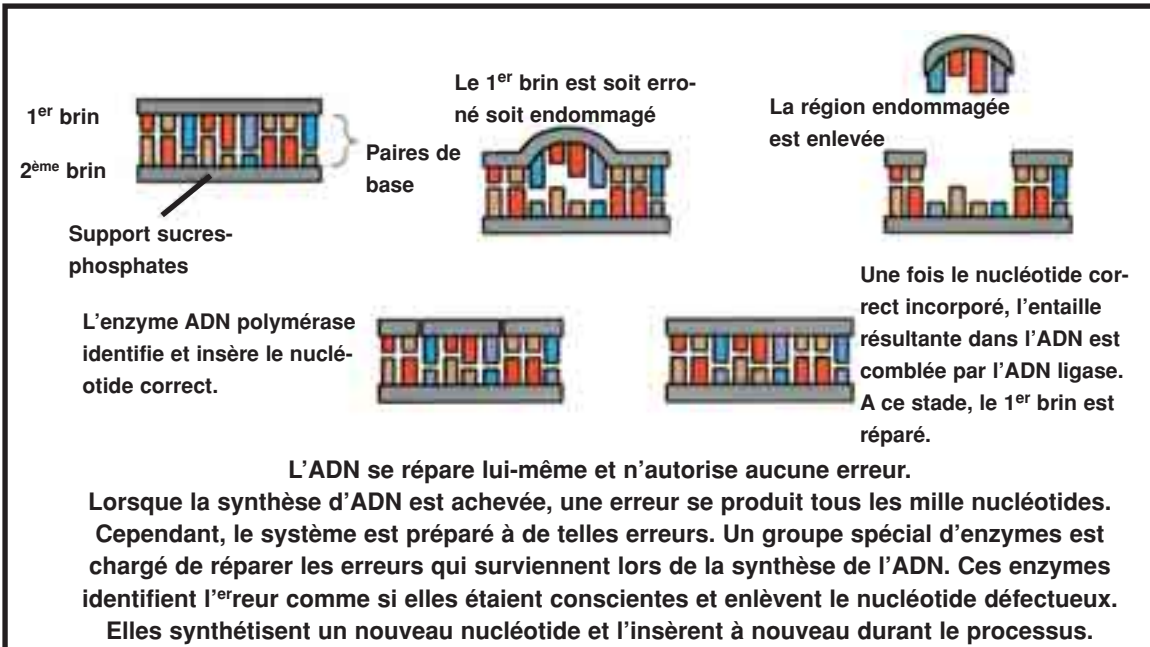 1er brin
2ème brin
Support sucres-
phosphates
Paires de
base
Le 1er brin est soit erro-
né soit endommagé
La région endommagée
est enlevée
L'enzyme ADN polymérase
identifie et insère le nuclé-
otide correct.
Une fois le nucléotide cor-
rect incorporé, l'entaille
résultante dans l'ADN est
comblée par l'ADN ligase.
A ce stade, le 1er brin est
réparé.
L'ADN se répare lui-même et n'autorise aucune erreur.
Lorsque la synthèse d'ADN est achevée, une erreur se produit tous les mille nucléotides.
Cependant, le système est préparé à de telles erreurs. Un groupe spécial d'enzymes est
chargé de réparer les erreurs qui surviennent lors de la synthèse de l'ADN. Ces enzymes
identifient l'erreur comme si elles étaient conscientes et enlèvent le nucléotide défectueux.
Elles synthétisent un nouveau nucléotide et l'insèrent à nouveau durant le processus.